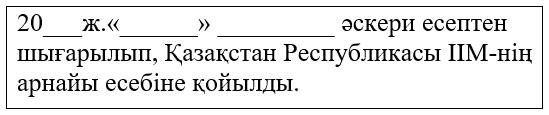 20___ж.«______» _________ әскери есептен
шығарылып, Қазақстан Республикасы ІІМ-нің
арнайы есебіне қойылды.